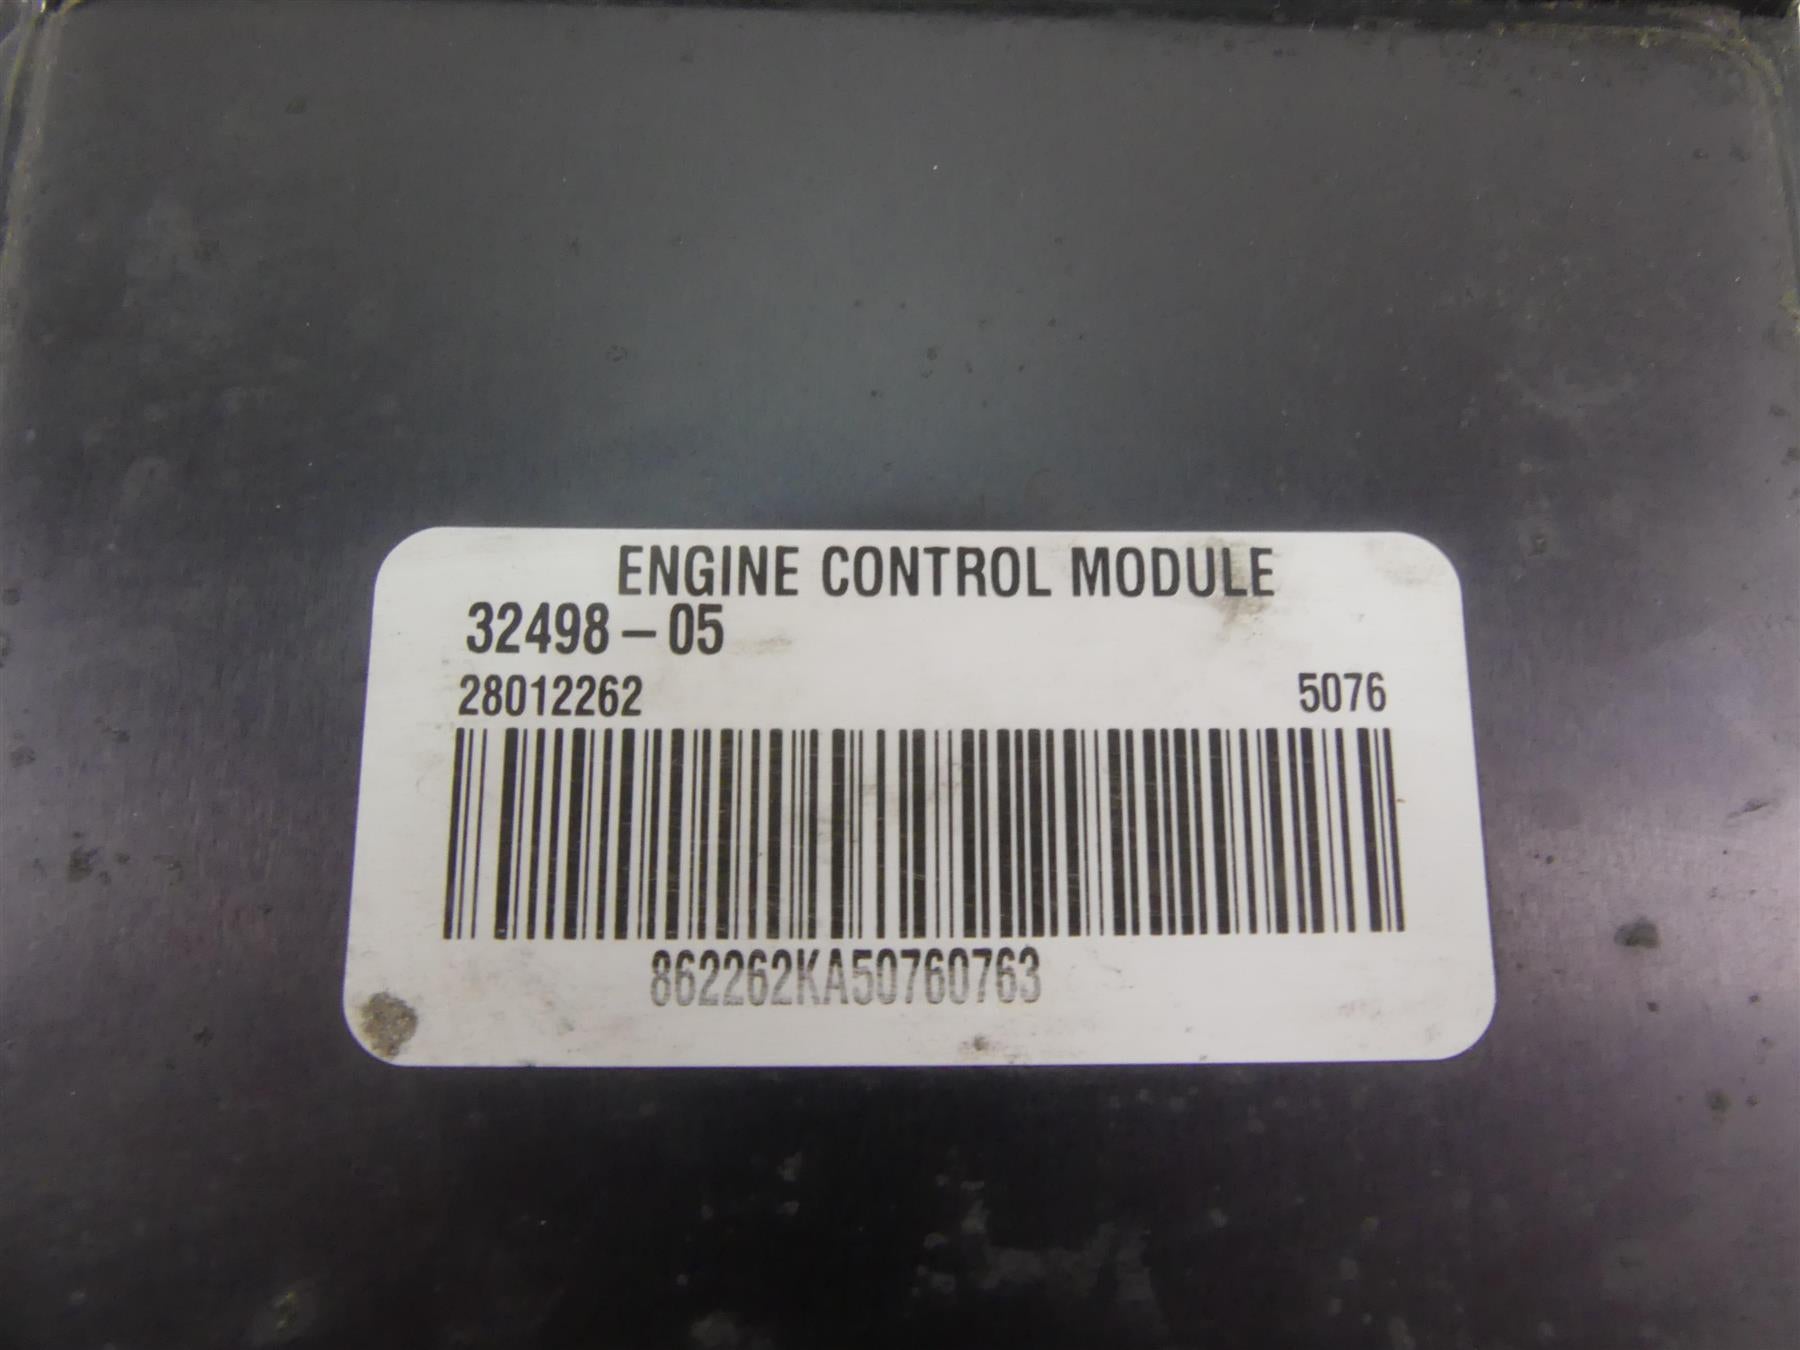 ENGINE CONTROL MODULE
32498-05
28012262 5076
862262KA50760763